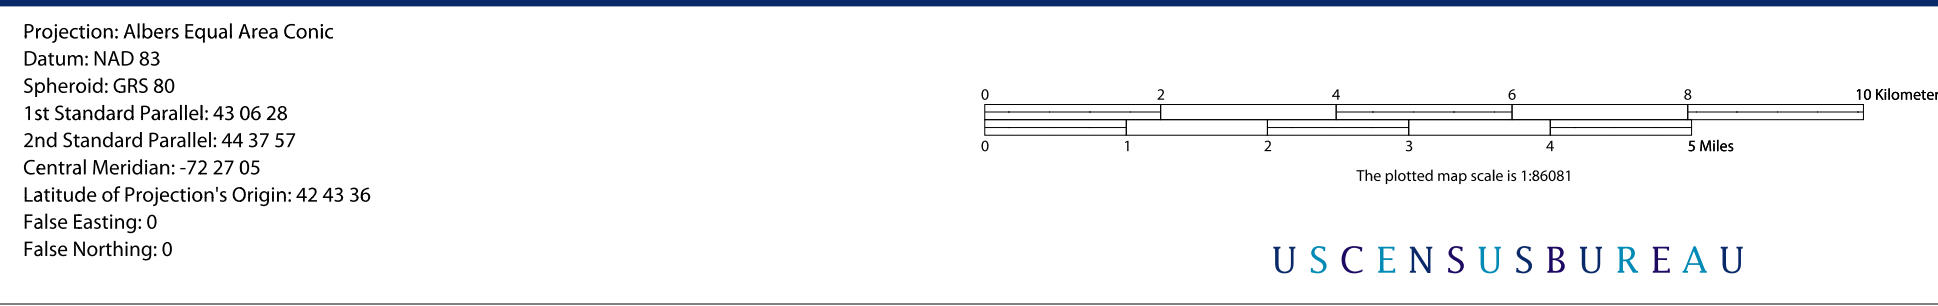 Projection: Albers Equal Area Conic
Datum: NAD 83
Spheroid: GRS 80
1st Standard Parallel: 43 06 28
2nd Standard Parallel: 44 37 57
Central Meridian: -72 27 05
Latitude of Projection's Origin: 42 43 36
False Easting: 0
False Northing: 0
0 2 4 6 8 10 Kilometer
0 1 2 3 4 5 Miles
The plotted map scale is 1:86081
USCENSUSBUREAU